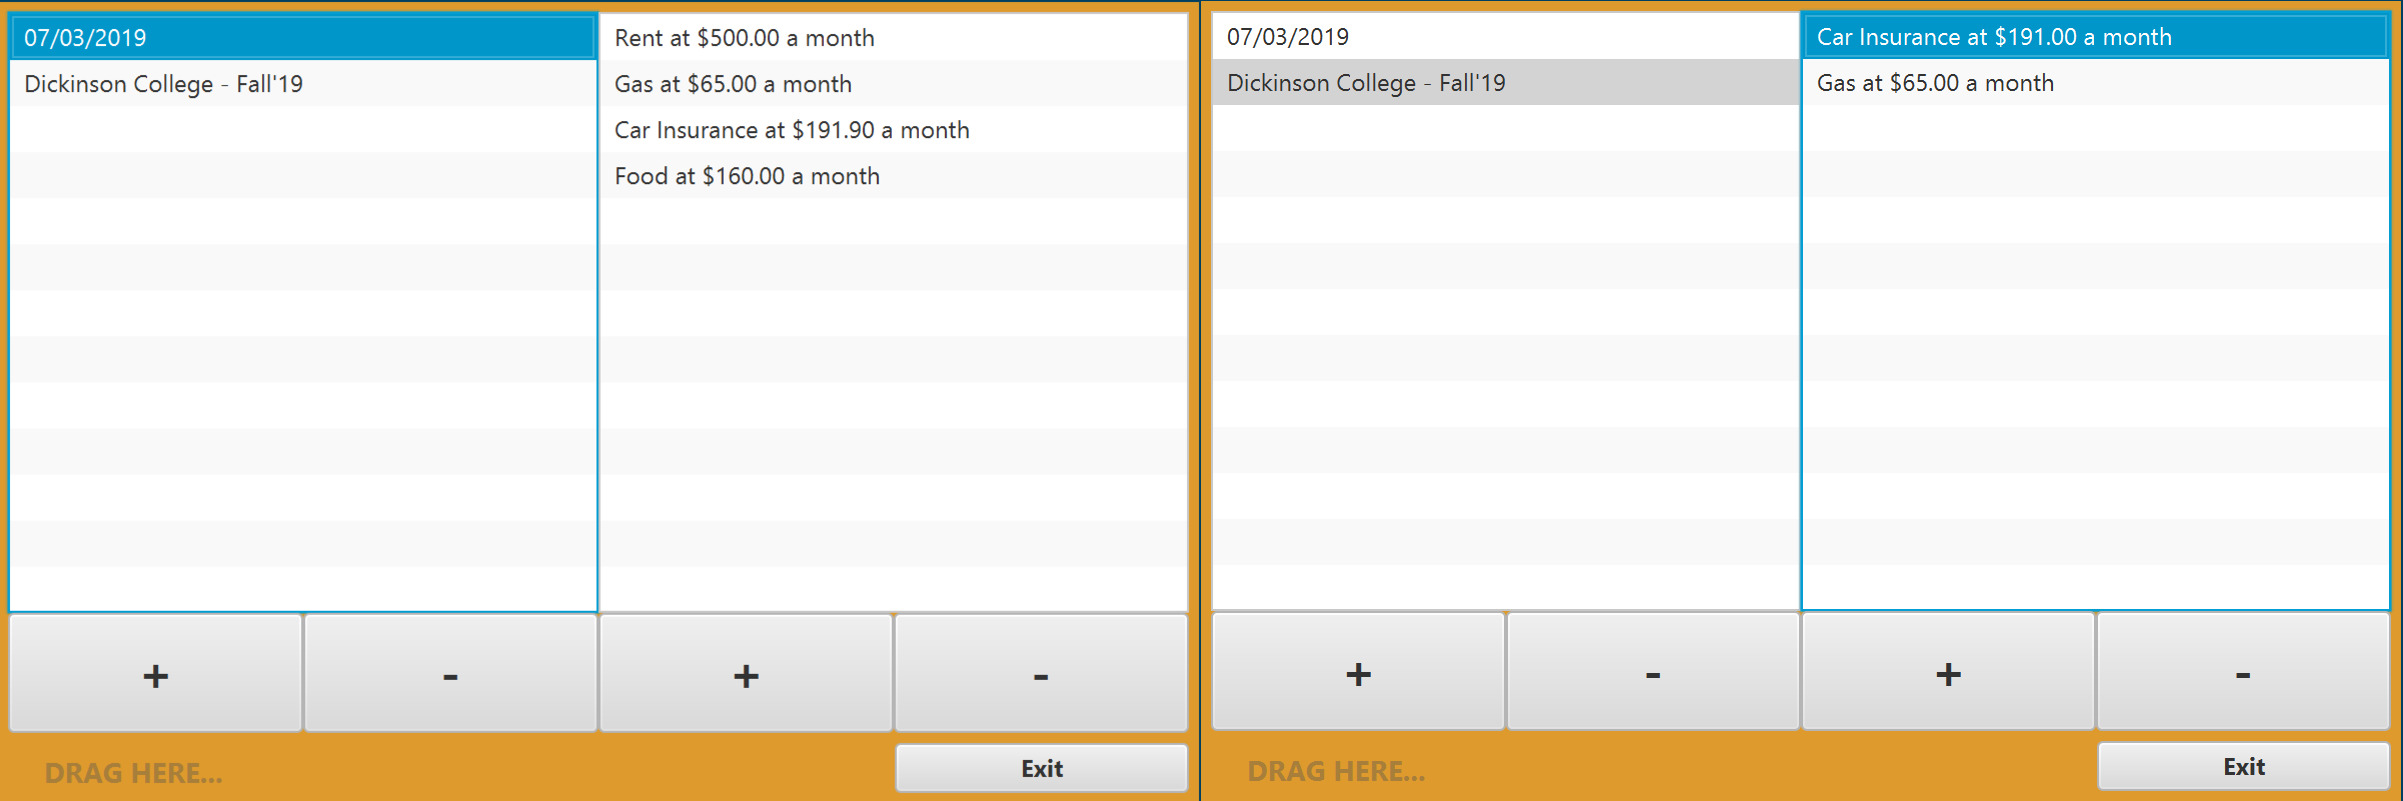 07/03/2019
Dickinson College - Fall'19
Rent at $500.00 a month
Gas at $65.00 a month
Car Insurance at $191.90 a month
Food at $160.00 a month
+
-
+
-
DRAG HERE...
Exit
07/03/2019
Dickinson College - Fall'19
Car Insurance at $191.00 a month
Gas at $65.00 a month
+
-
+
-
DRAG HERE...
Exit